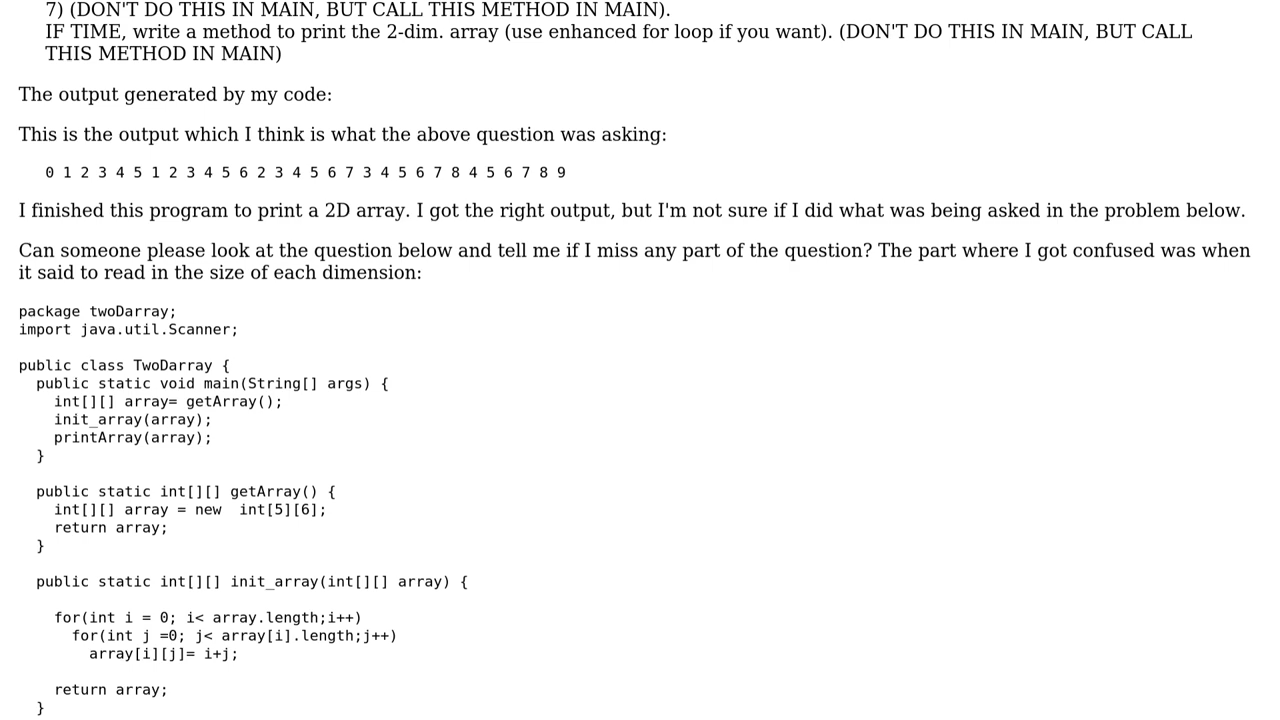 7) (DON'T DO THIS IN MAIN, BUT CALL THIS METHOD IN MAIN).
IF TIME, write a method to print the 2-dim. array (use enhanced for loop if you want). (DON'T DO THIS IN MAIN, BUT CALL
THIS METHOD IN MAIN)
The output generated by my code:
This is the output which I think is what the above question was asking:
0 1 2 3 4 5 1 2 3 4 5 6 2 3 4 5 6 7 3 4 5 6 7 8 4 5 6 7 8 9
I finished this program to print a 2D array. I got the right output, but I'm not sure if I did what was being asked in the problem below.
Can someone please look at the question below and tell me if I miss any part of the question? The part where I got confused was when
it said to read in the size of each dimension:
package twoDarray;
import java.util.Scanner;
public class TwoDarray {
  public static void main(String[] args) {
    int[][] array= getArray();
    init_array(array);
    printArray(array);
  }
  public static int[][] getArray() {
    int[][] array = new  int[5][6];
    return array;
  }
  public static int[][] init_array(int[][] array) {
    for(int i = 0; i< array.length;i++)
      for(int j =0; j< array[i].length;j++)
        array[i][j]= i+j;
    return array;
  }